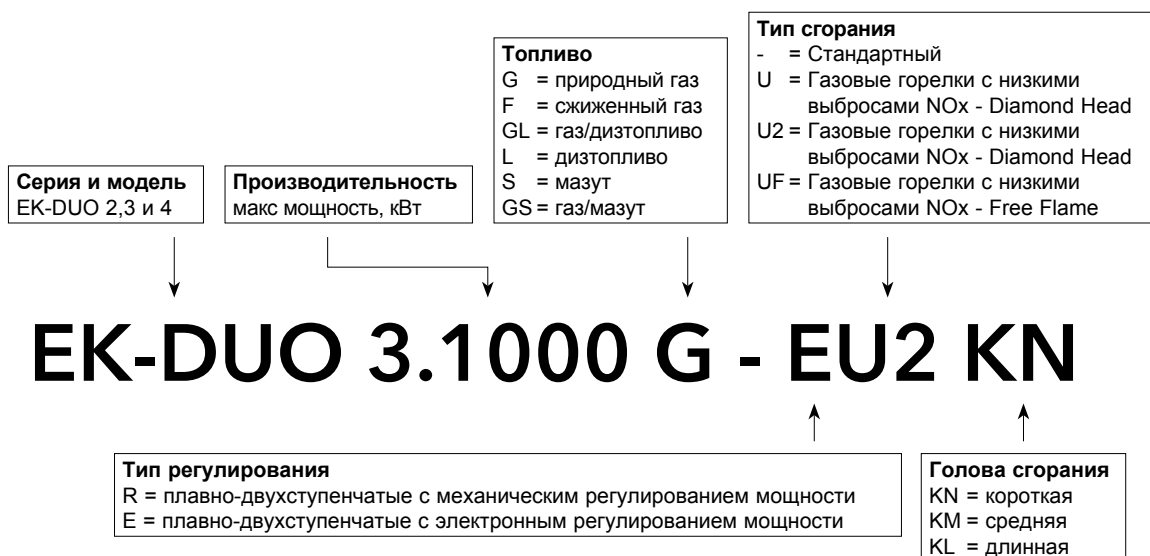 Топливо
G = природный газ
F = сжиженный газ
GL = газ/дизтопливо
L = дизтопливо
S = мазут
GS = газ/мазут
Тип сгорания
- = Стандартный
U = Газовые горелки с низкими
выбросами NOx - Diamond Head
U2 = Газовые горелки с низкими
выбросами NOx - Diamond Head
UF = Газовые горелки с низкими
выбросами NOx - Free Flame
Серия и модель
EK-DUO 2,3 и 4
Производительность
макс мощность, кВт
EK-DUO 3.1000 G - EU2 KN
Тип регулирования
R = плавно-двухступенчатые с механическим регулированием мощности
E = плавно-двухступенчатые с электронным регулированием мощности
Голова сгорания
KN = короткая
KM = средняя
KL = длинная